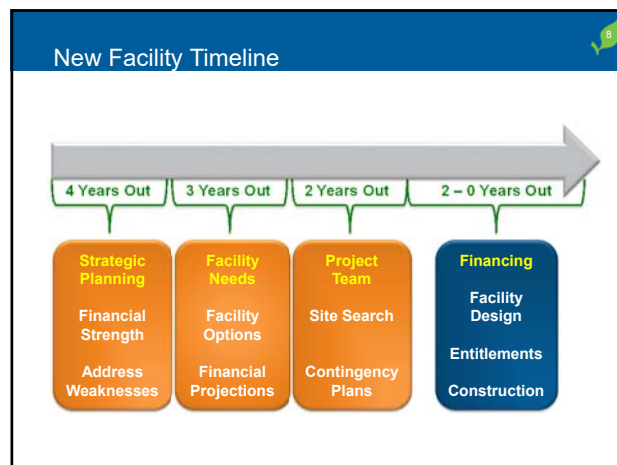 New Facility Timeline
8
4 Years Out
3 Years Out
2 Years Out
2 – 0 Years Out
Strategic
Planning
Financial
Strength
Address
Weaknesses
Facility
Needs
Facility
Options
Financial
Projections
Project
Team
Site Search
Contingency
Plans
Financing
Facility
Design
Entitlements
Construction